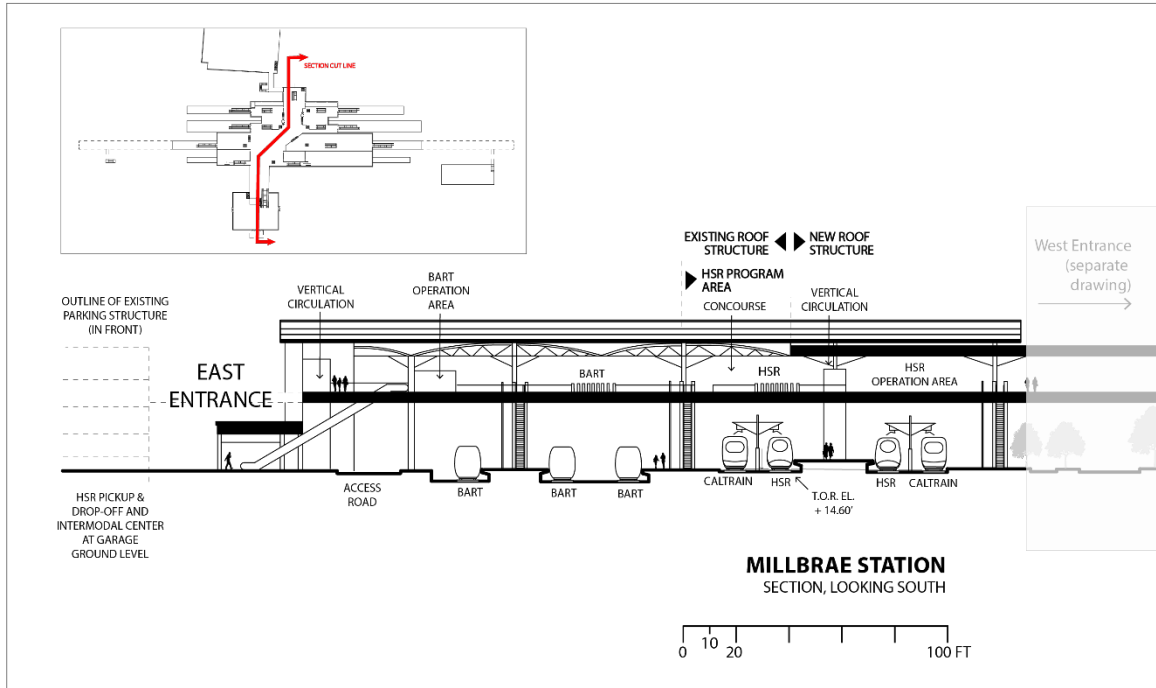 SECTION CUT LINE
EXISTING ROOF
STRUCTURE
NEW ROOF
STRUCTURE
West Entrance
(separate
drawing)
HSR PROGRAM
AREA
BART
OPERATION
AREA
VERTICAL
CIRCULATION
CONCOURSE
VERTICAL
CIRCULATION
OUTLINE OF EXISTING
PARKING STRUCTURE
(IN FRONT)
EAST
ENTRANCE
BART
HSR
HSR
OPERATION AREA
ACCESS
ROAD
BART
BART
BART
CALTRAIN
HSR
T.O.R. EL.
+ 14.60'
HSR
CALTRAIN
HSR PICKUP &
DROP-OFF AND
INTERMODAL CENTER
AT GARAGE
GROUND LEVEL
MILLBRAE STATION
SECTION, LOOKING SOUTH
0
10
20
100 FT